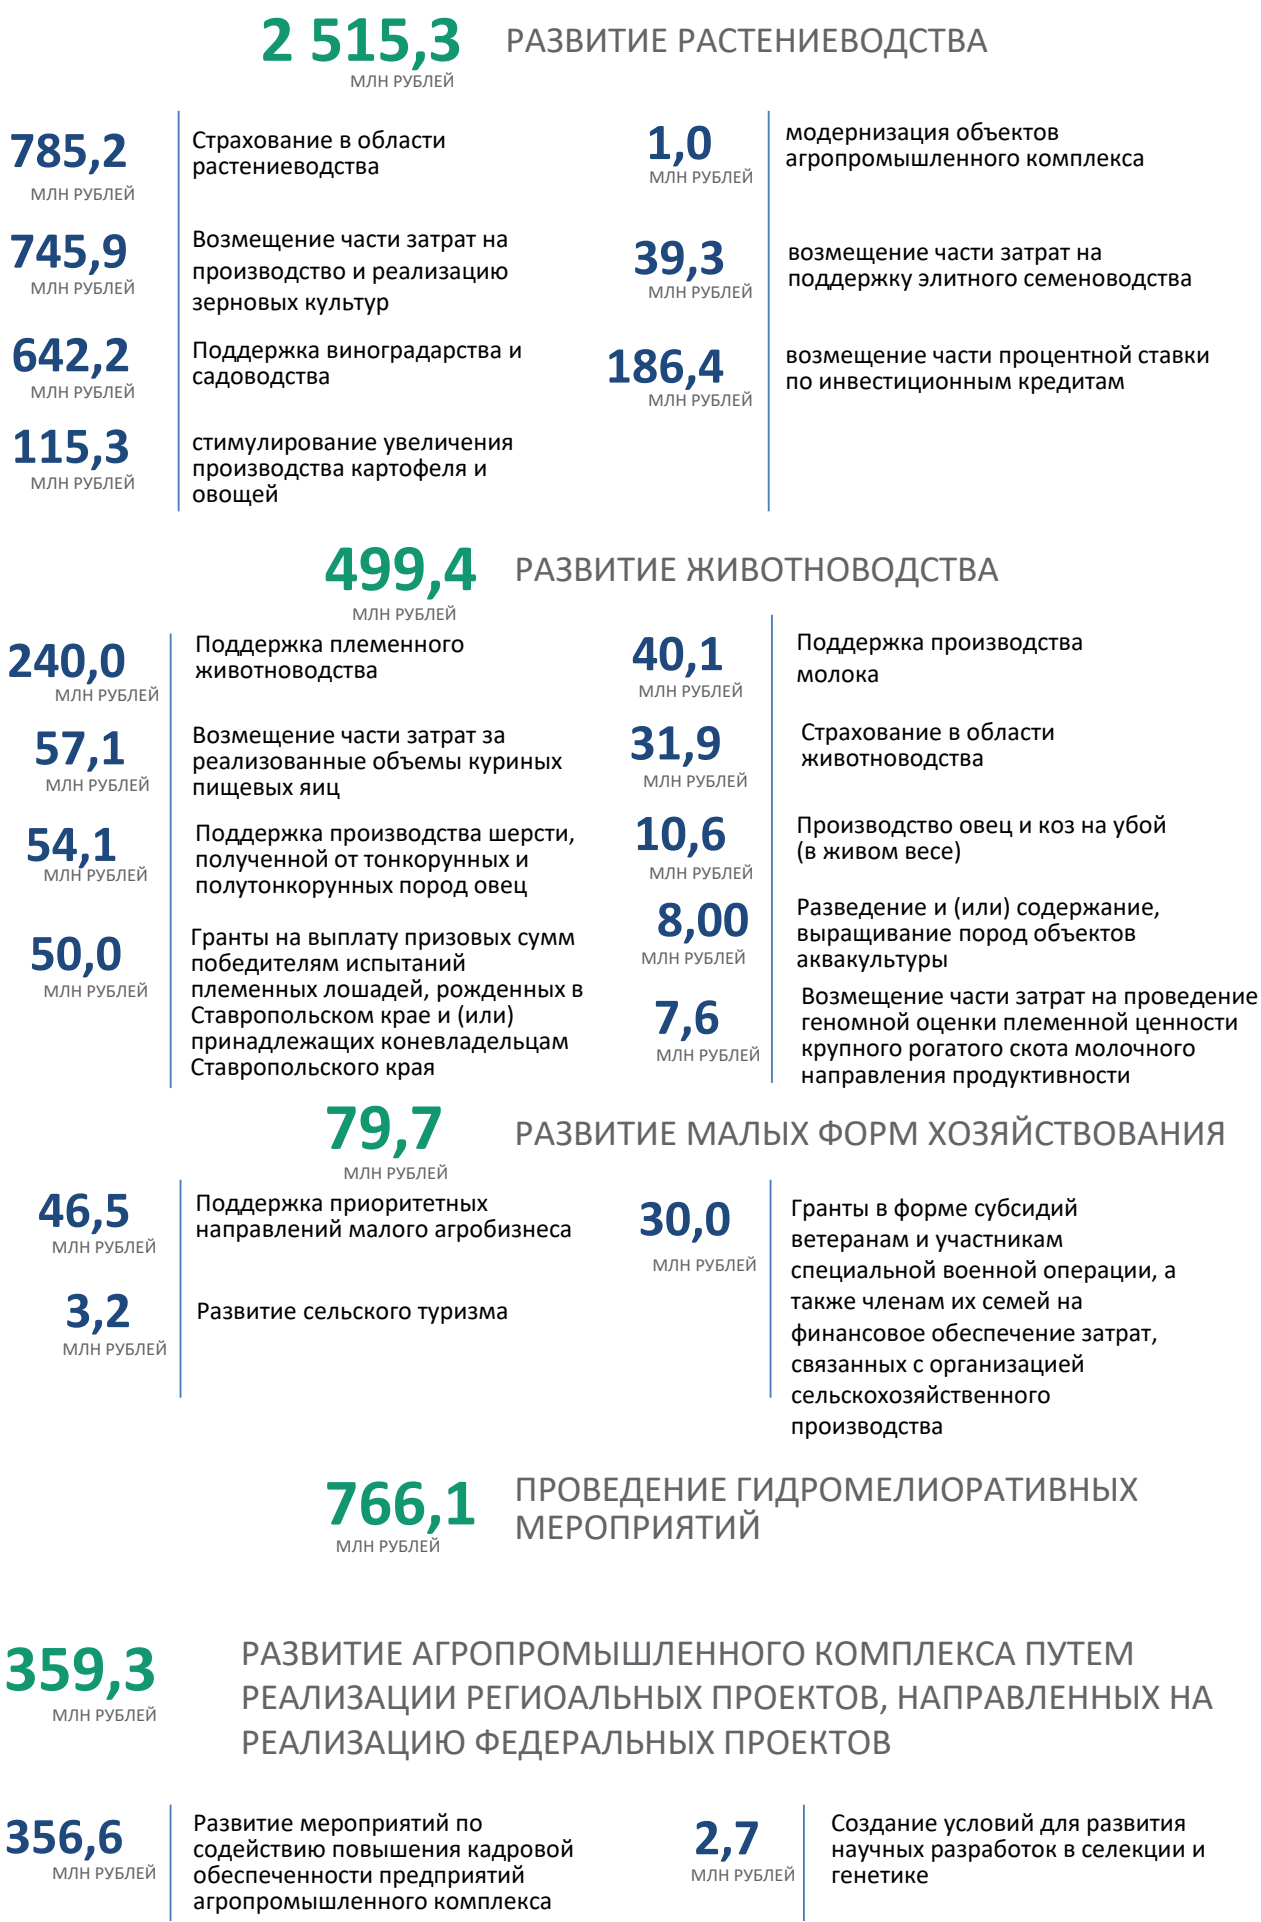 2 515,3
МЛН РУБЛЕЙ
РАЗВИТИЕ РАСТЕНИЕВОДСТВА
785,2
МЛН РУБЛЕЙ
Страхование в области
растениеводства
745,9
МЛН РУБЛЕЙ
Возмещение части затрат на
производство и реализацию
зерновых культур
642,2
МЛН РУБЛЕЙ
Поддержка виноградарства и
садоводства
115,3
МЛН РУБЛЕЙ
стимулирование увеличения
производства картофеля и
овощей
1,0
МЛН РУБЛЕЙ
модернизация объектов
агропромышленного комплекса
39,3
МЛН РУБЛЕЙ
возмещение части затрат на
поддержку элитного семеноводства
186,4
МЛН РУБЛЕЙ
возмещение части процентной ставки
по инвестиционным кредитам
499,4
МЛН РУБЛЕЙ
РАЗВИТИЕ ЖИВОТНОВОДСТВА
240,0
МЛН РУБЛЕЙ
Поддержка племенного
животноводства
57,1
МЛН РУБЛЕЙ
Возмещение части затрат за
реализованные объемы куриных
пищевых яиц
54,1
МЛН РУБЛЕЙ
Поддержка производства шерсти,
полученной от тонкорунных и
полутонкорунных пород овец
50,0
МЛН РУБЛЕЙ
Гранты на выплату призовых сумм
победителям испытаний
племенных лошадей, рожденных в
Ставропольском крае и (или)
принадлежащих коневладельцам
Ставропольского края
40,1
МЛН РУБЛЕЙ
Поддержка производства
молока
31,9
МЛН РУБЛЕЙ
Страхование в области
животноводства
10,6
МЛН РУБЛЕЙ
Производство овец и коз на убой
(в живом весе)
8,00
МЛН РУБЛЕЙ
Разведение и (или) содержание,
выращивание пород объектов
аквакультуры
7,6
МЛН РУБЛЕЙ
Возмещение части затрат на проведение
геномной оценки племенной ценности
крупного рогатого скота молочного
направления продуктивности
79,7
МЛН РУБЛЕЙ
РАЗВИТИЕ МАЛЫХ ФОРМ ХОЗЯЙСТВОВАНИЯ
46,5
МЛН РУБЛЕЙ
Поддержка приоритетных
направлений малого агробизнеса
3,2
МЛН РУБЛЕЙ
Развитие сельского туризма
30,0
МЛН РУБЛЕЙ
Гранты в форме субсидий
ветеранам и участникам
специальной военной операции, а
также членам их семей на
финансовое обеспечение затрат,
связанных с организацией
сельскохозяйственного
производства
766,1
МЛН РУБЛЕЙ
ПРОВЕДЕНИЕ ГИДРОМЕЛИОРАТИВНЫХ
МЕРОПРИЯТИЙ
359,3
МЛН РУБЛЕЙ
РАЗВИТИЕ АГРОПРОМЫШЛЕННОГО КОМПЛЕКСА ПУТЕМ
РЕАЛИЗАЦИИ РЕГИОАЛЬНЫХ ПРОЕКТОВ, НАПРАВЛЕННЫХ НА
РЕАЛИЗАЦИЮ ФЕДЕРАЛЬНЫХ ПРОЕКТОВ
356,6
МЛН РУБЛЕЙ
Развитие мероприятий по
содействию повышения кадровой
обеспеченности предприятий
агропромышленного комплекса
2,7
МЛН РУБЛЕЙ
Создание условий для развития
научных разработок в селекции и
генетике